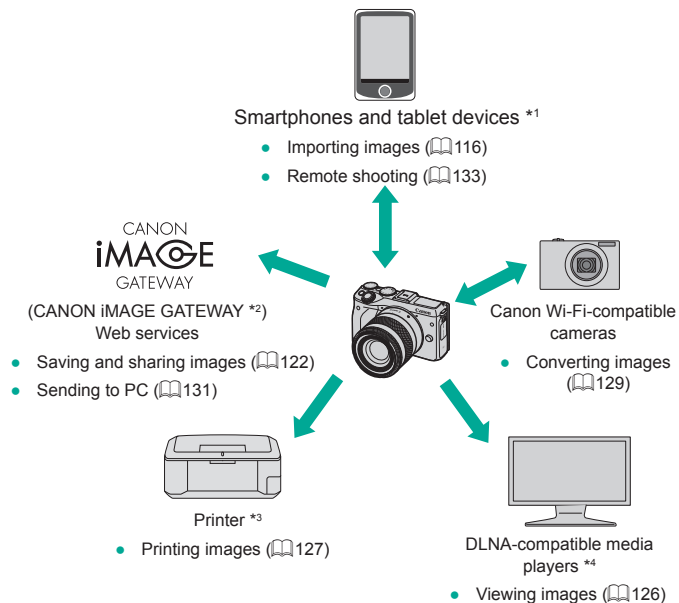 Smartphones and tablet devices *1
● Importing images (116)
● Remote shooting (133)
CANON
iMAGE
GATEWAY
(CANON iMAGE GATEWAY *2)
Web services
● Saving and sharing images (122)
● Sending to PC (131)
Canon
Canon Wi-Fi-compatible
cameras
● Converting images
(129)
Printer *3
● Printing images (127)
DLNA-compatible media
players *4
● Viewing images (126)